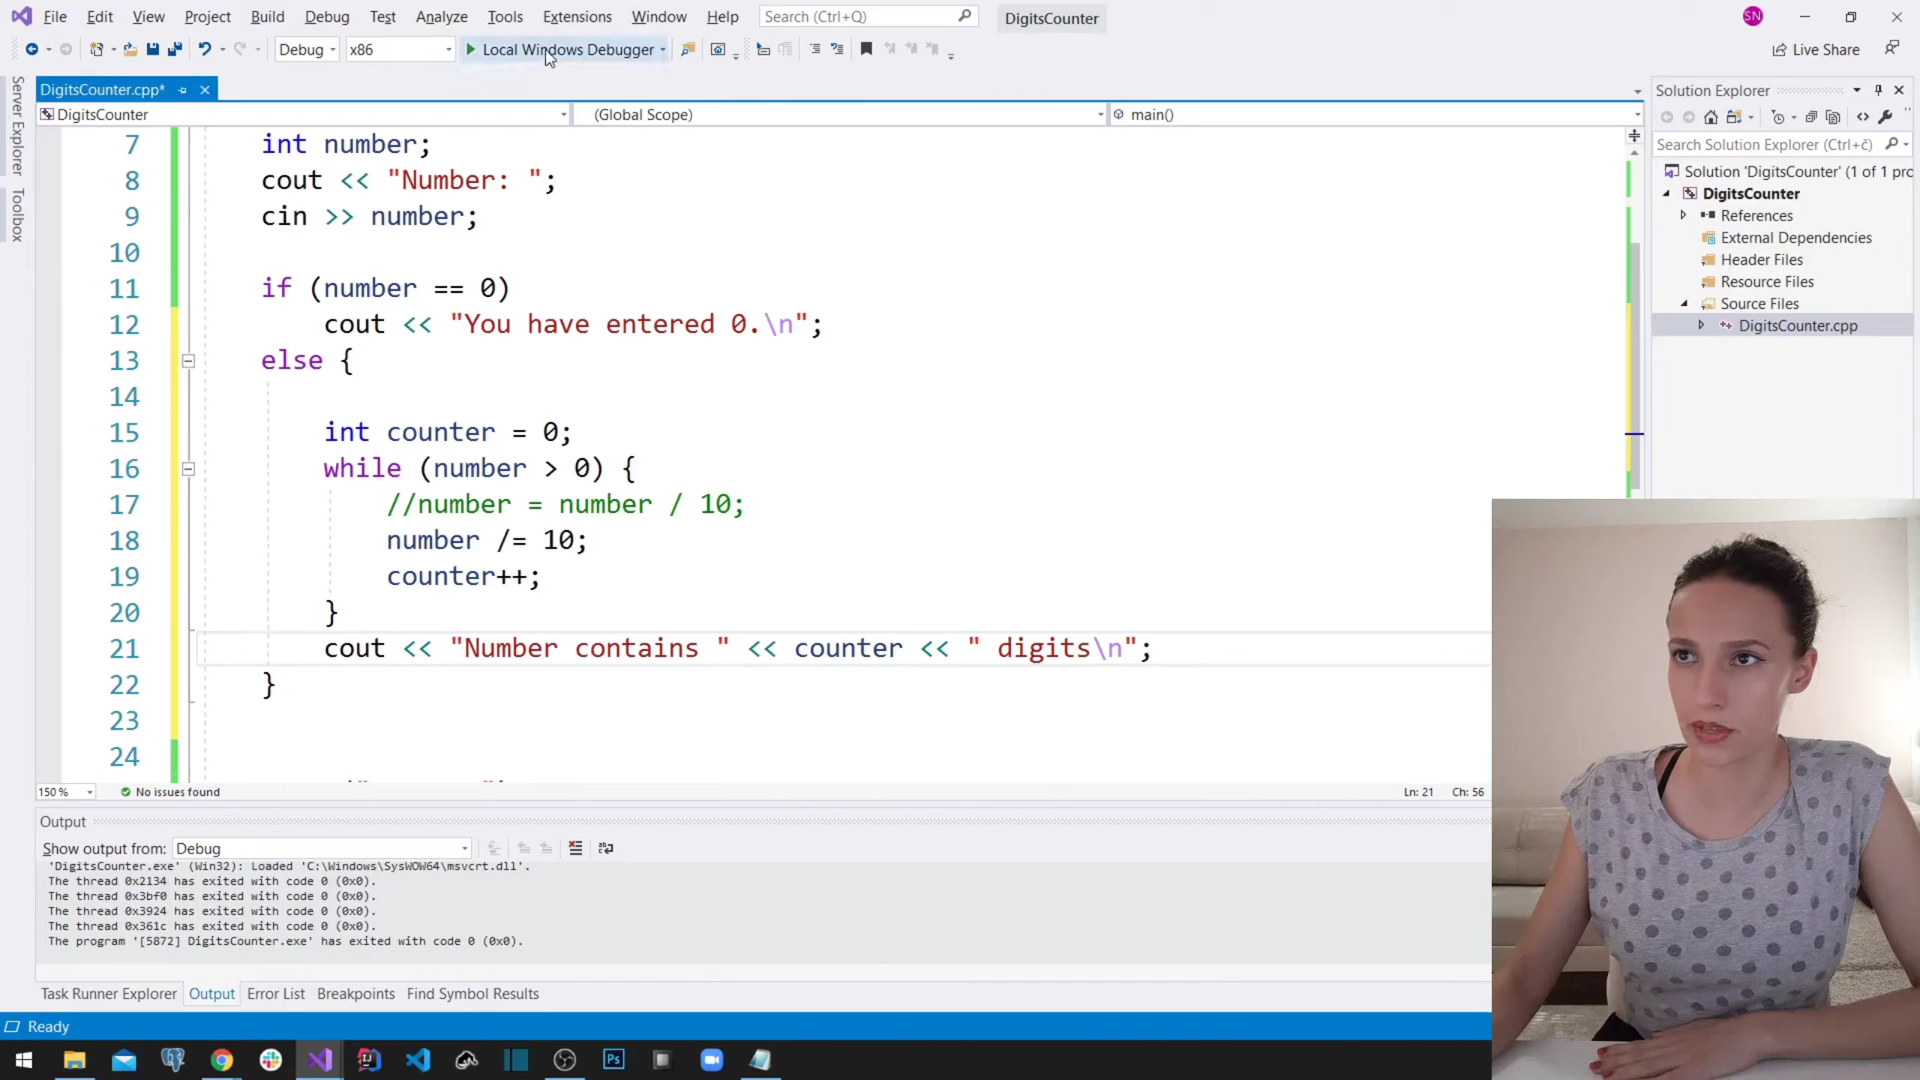 File Edit View Project Build Debug Test Analyze Tools Extensions Window Help Search (Ctrl+Q) DigitsCounter SN
Debug x86 Local Windows Debugger Live Share
Server Explorer
Toolbox
DigitsCounter.cpp*
DigitsCounter (Global Scope) main()
7 int number;
8 cout << "Number: ";
9 cin >> number;
10
11 if (number == 0)
12 cout << "You have entered 0.\n";
13 else {
14
15 int counter = 0;
16 while (number > 0) {
17 //number = number / 10;
18 number /= 10;
19 counter++;
20 }
21 cout << "Number contains " << counter << " digits\n";
22 }
23
24
150 % No issues found Ln: 21 Ch: 56
Solution Explorer
Search Solution Explorer (Ctrl+č)
Solution 'DigitsCounter' (1 of 1 pro
DigitsCounter
References
External Dependencies
Header Files
Resource Files
Source Files
DigitsCounter.cpp
Output
Show output from: Debug
'DigitsCounter.exe' (Win32): Loaded 'C:\Windows\SysWOW64\msvcrt.dll'.
The thread 0x2134 has exited with code 0 (0x0).
The thread 0x3bf0 has exited with code 0 (0x0).
The thread 0x3924 has exited with code 0 (0x0).
The thread 0x361c has exited with code 0 (0x0).
The program '[5872] DigitsCounter.exe' has exited with code 0 (0x0).
Task Runner Explorer Output Error List Breakpoints Find Symbol Results
Ready
Ps